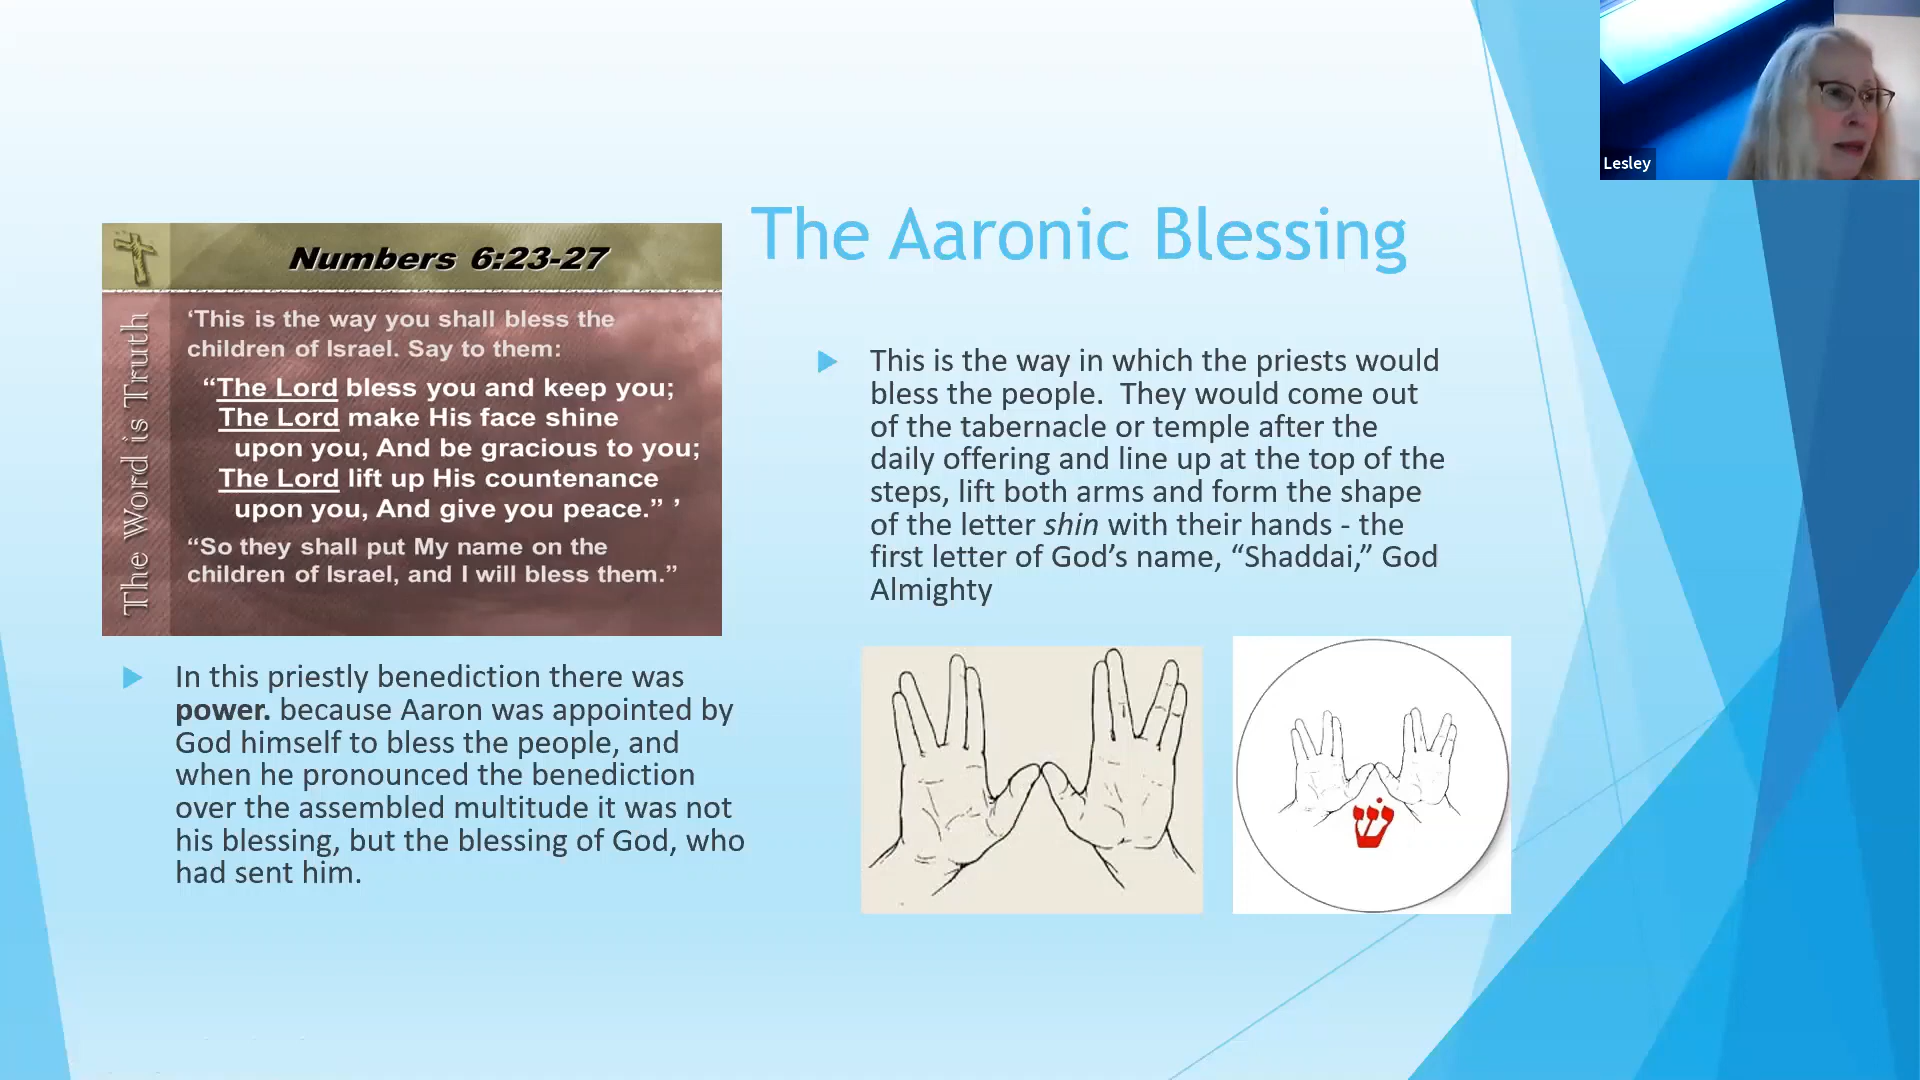 Lesley
The Aaronic Blessing
Numbers 6:23-27
The Word is Truth
‘This is the way you shall bless the
children of Israel. Say to them:
“The Lord bless you and keep you;
The Lord make His face shine
upon you, And be gracious to you;
The Lord lift up His countenance
upon you, And give you peace.” ’
“So they shall put My name on the
children of Israel, and I will bless them.”
In this priestly benediction there was
power. because Aaron was appointed by
God himself to bless the people, and
when he pronounced the benediction
over the assembled multitude it was not
his blessing, but the blessing of God, who
had sent him.
This is the way in which the priests would
bless the people.  They would come out
of the tabernacle or temple after the
daily offering and line up at the top of the
steps, lift both arms and form the shape
of the letter shin with their hands - the
first letter of God’s name, “Shaddai,” God
Almighty
שׁ